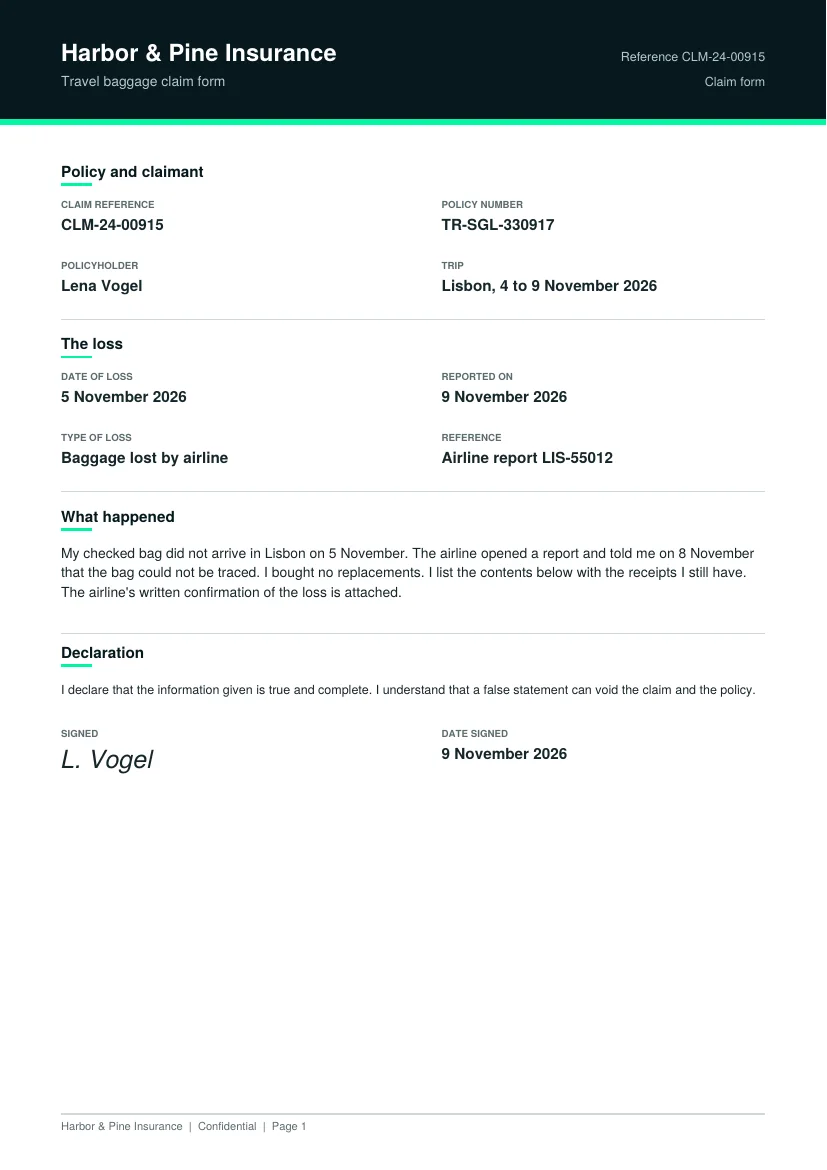 Harbor & Pine Insurance
Reference CLM-24-00915
Travel baggage claim form
Claim form
Policy and claimant
CLAIM REFERENCE
CLM-24-00915
POLICY NUMBER
TR-SGL-330917
POLICYHOLDER
Lena Vogel
TRIP
Lisbon, 4 to 9 November 2026
The loss
DATE OF LOSS
5 November 2026
REPORTED ON
9 November 2026
TYPE OF LOSS
Baggage lost by airline
REFERENCE
Airline report LIS-55012
What happened
My checked bag did not arrive in Lisbon on 5 November. The airline opened a report and told me on 8 November
that the bag could not be traced. I bought no replacements. I list the contents below with the receipts I still have.
The airline's written confirmation of the loss is attached.
Declaration
I declare that the information given is true and complete. I understand that a false statement can void the claim and the policy.
SIGNED
L. Vogel
DATE SIGNED
9 November 2026
Harbor & Pine Insurance | Confidential | Page 1